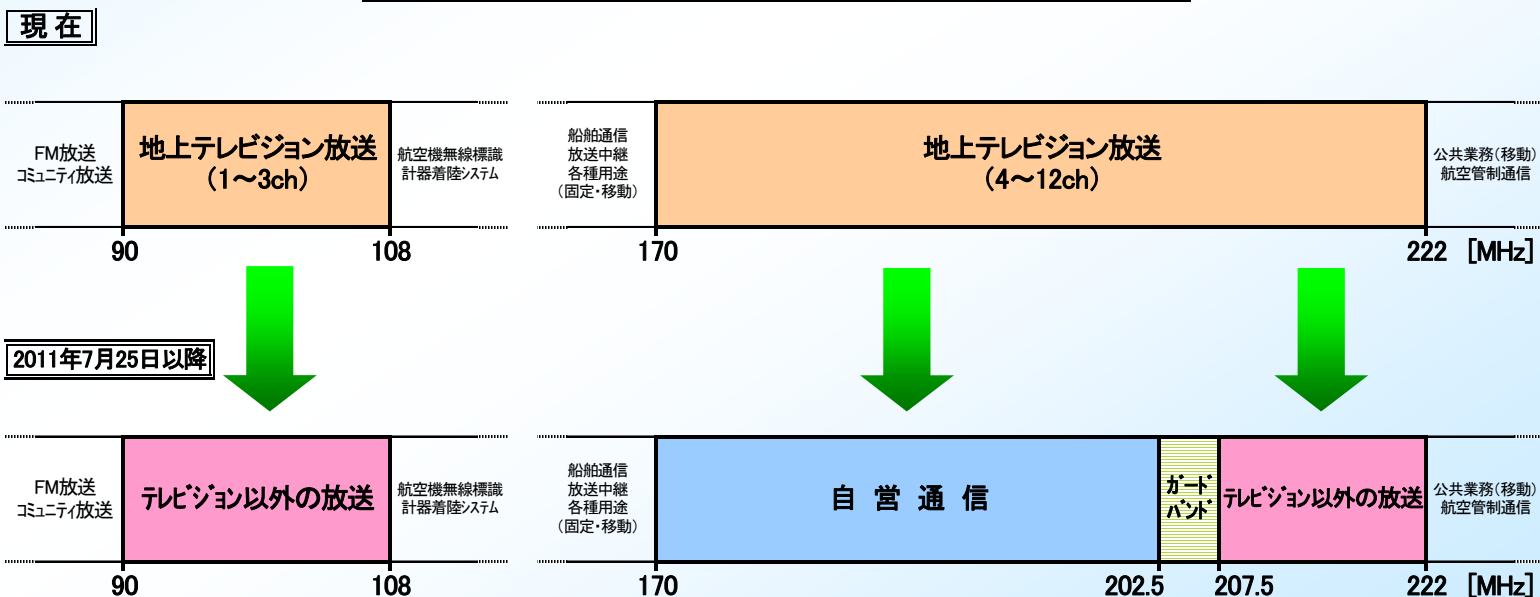 現在
FM放送
コミュニティ放送
地上テレビジョン放送
（1～3ch）
航空機無線標識
計器着陸システム
船舶通信
放送中継
各種用途
（固定・移動）
地上テレビジョン放送
（4～12ch）
公共業務（移動）
航空管制通信
90
108
170
222 [MHz]
2011年7月25日以降
FM放送
コミュニティ放送
テレビジョン以外の放送
航空機無線標識
計器着陸システム
船舶通信
放送中継
各種用途
（固定・移動）
自営通信
ガード
バンド
テレビジョン以外の放送
公共業務（移動）
航空管制通信
90
108
170
202.5
207.5
222 [MHz]